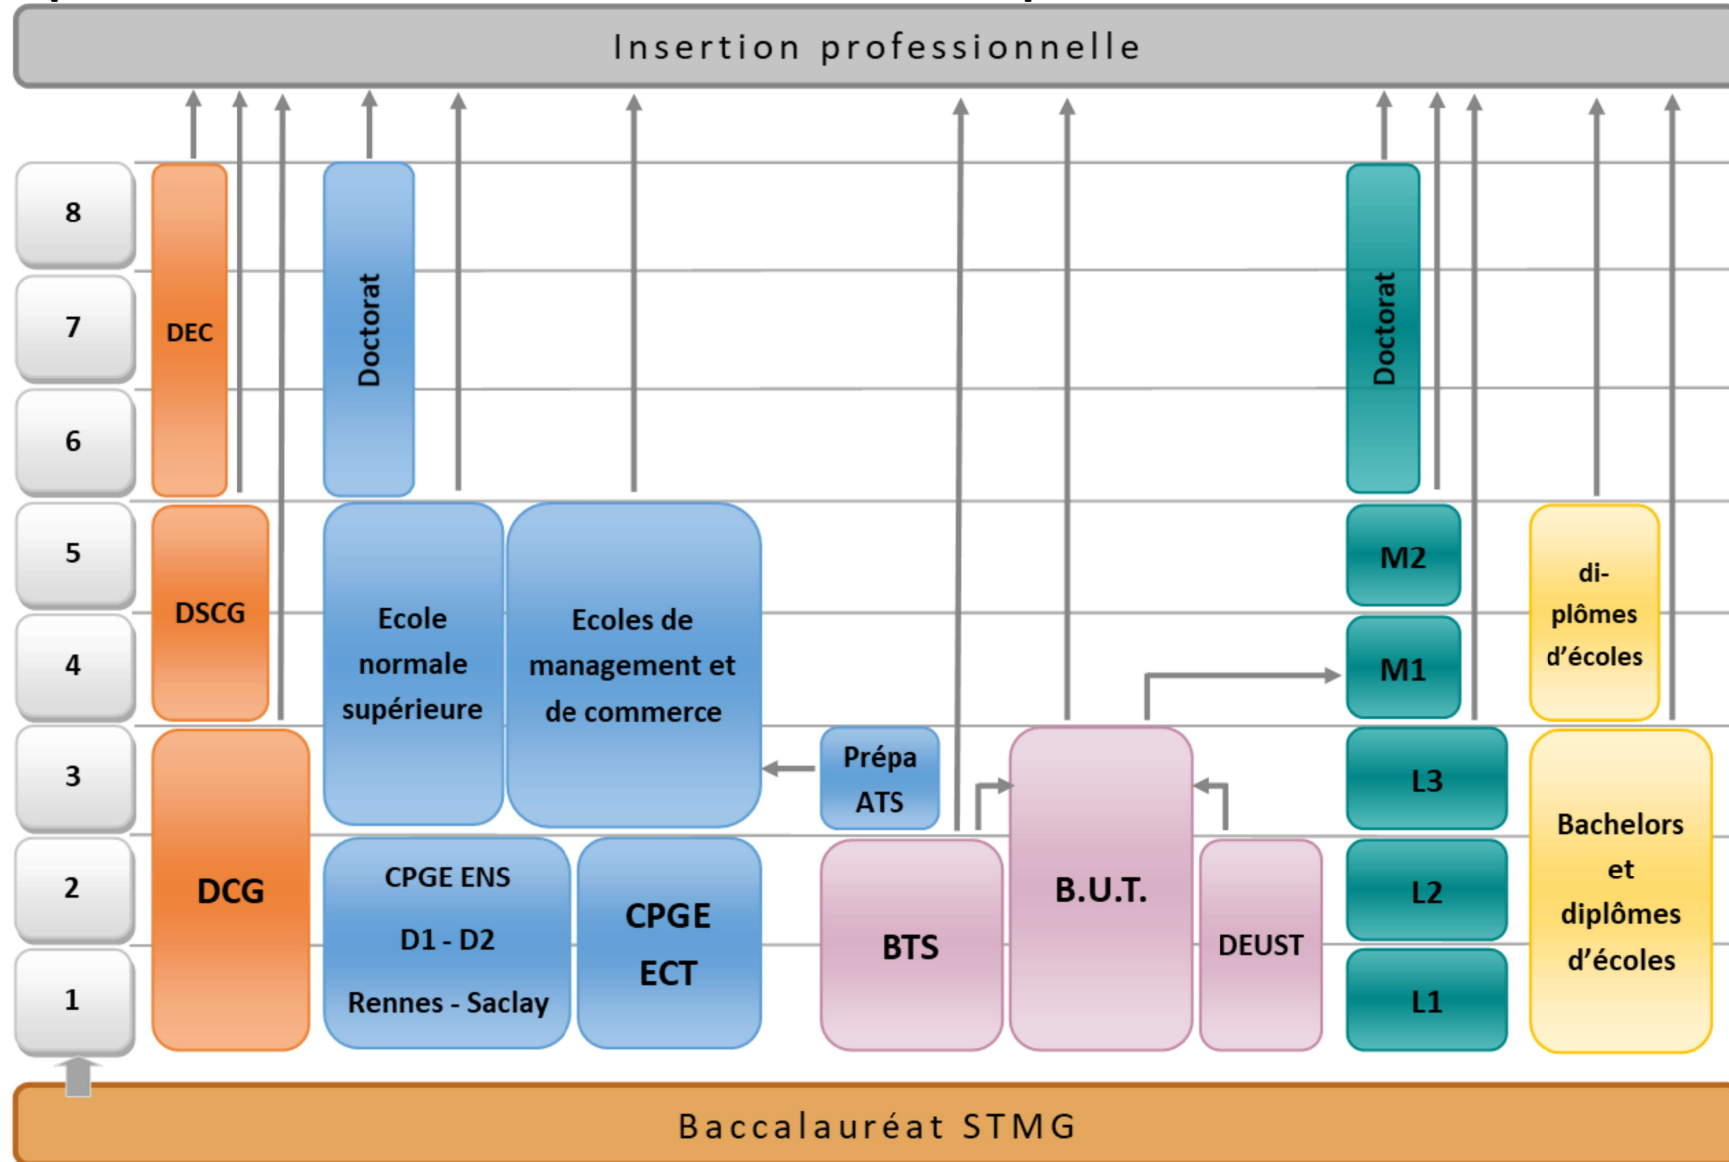 Insertion professionnelle
8
7
6
5
4
3
2
1
DEC
DSCG
DCG
Doctorat
Ecole
normale
supérieure
Ecoles de
management et
de commerce
CPGE ENS
D1 - D2
Rennes - Saclay
CPGE
ECT
Prépa
ATS
BTS
B.U.T.
DEUST
Doctorat
M2
M1
L3
L2
L1
di-
plômes
d'écoles
Bachelors
et
diplômes
d'écoles
Baccalauréat STMG